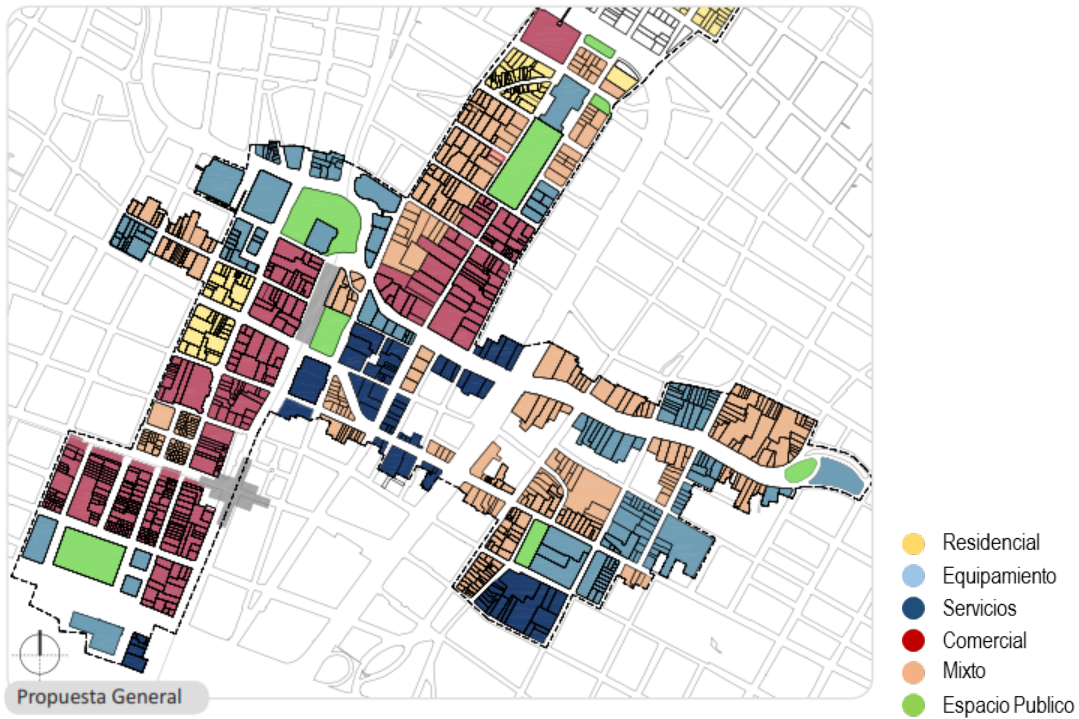 Residencial
Equipamiento
Servicios
Comercial
Mixto
Espacio Publico
Propuesta General